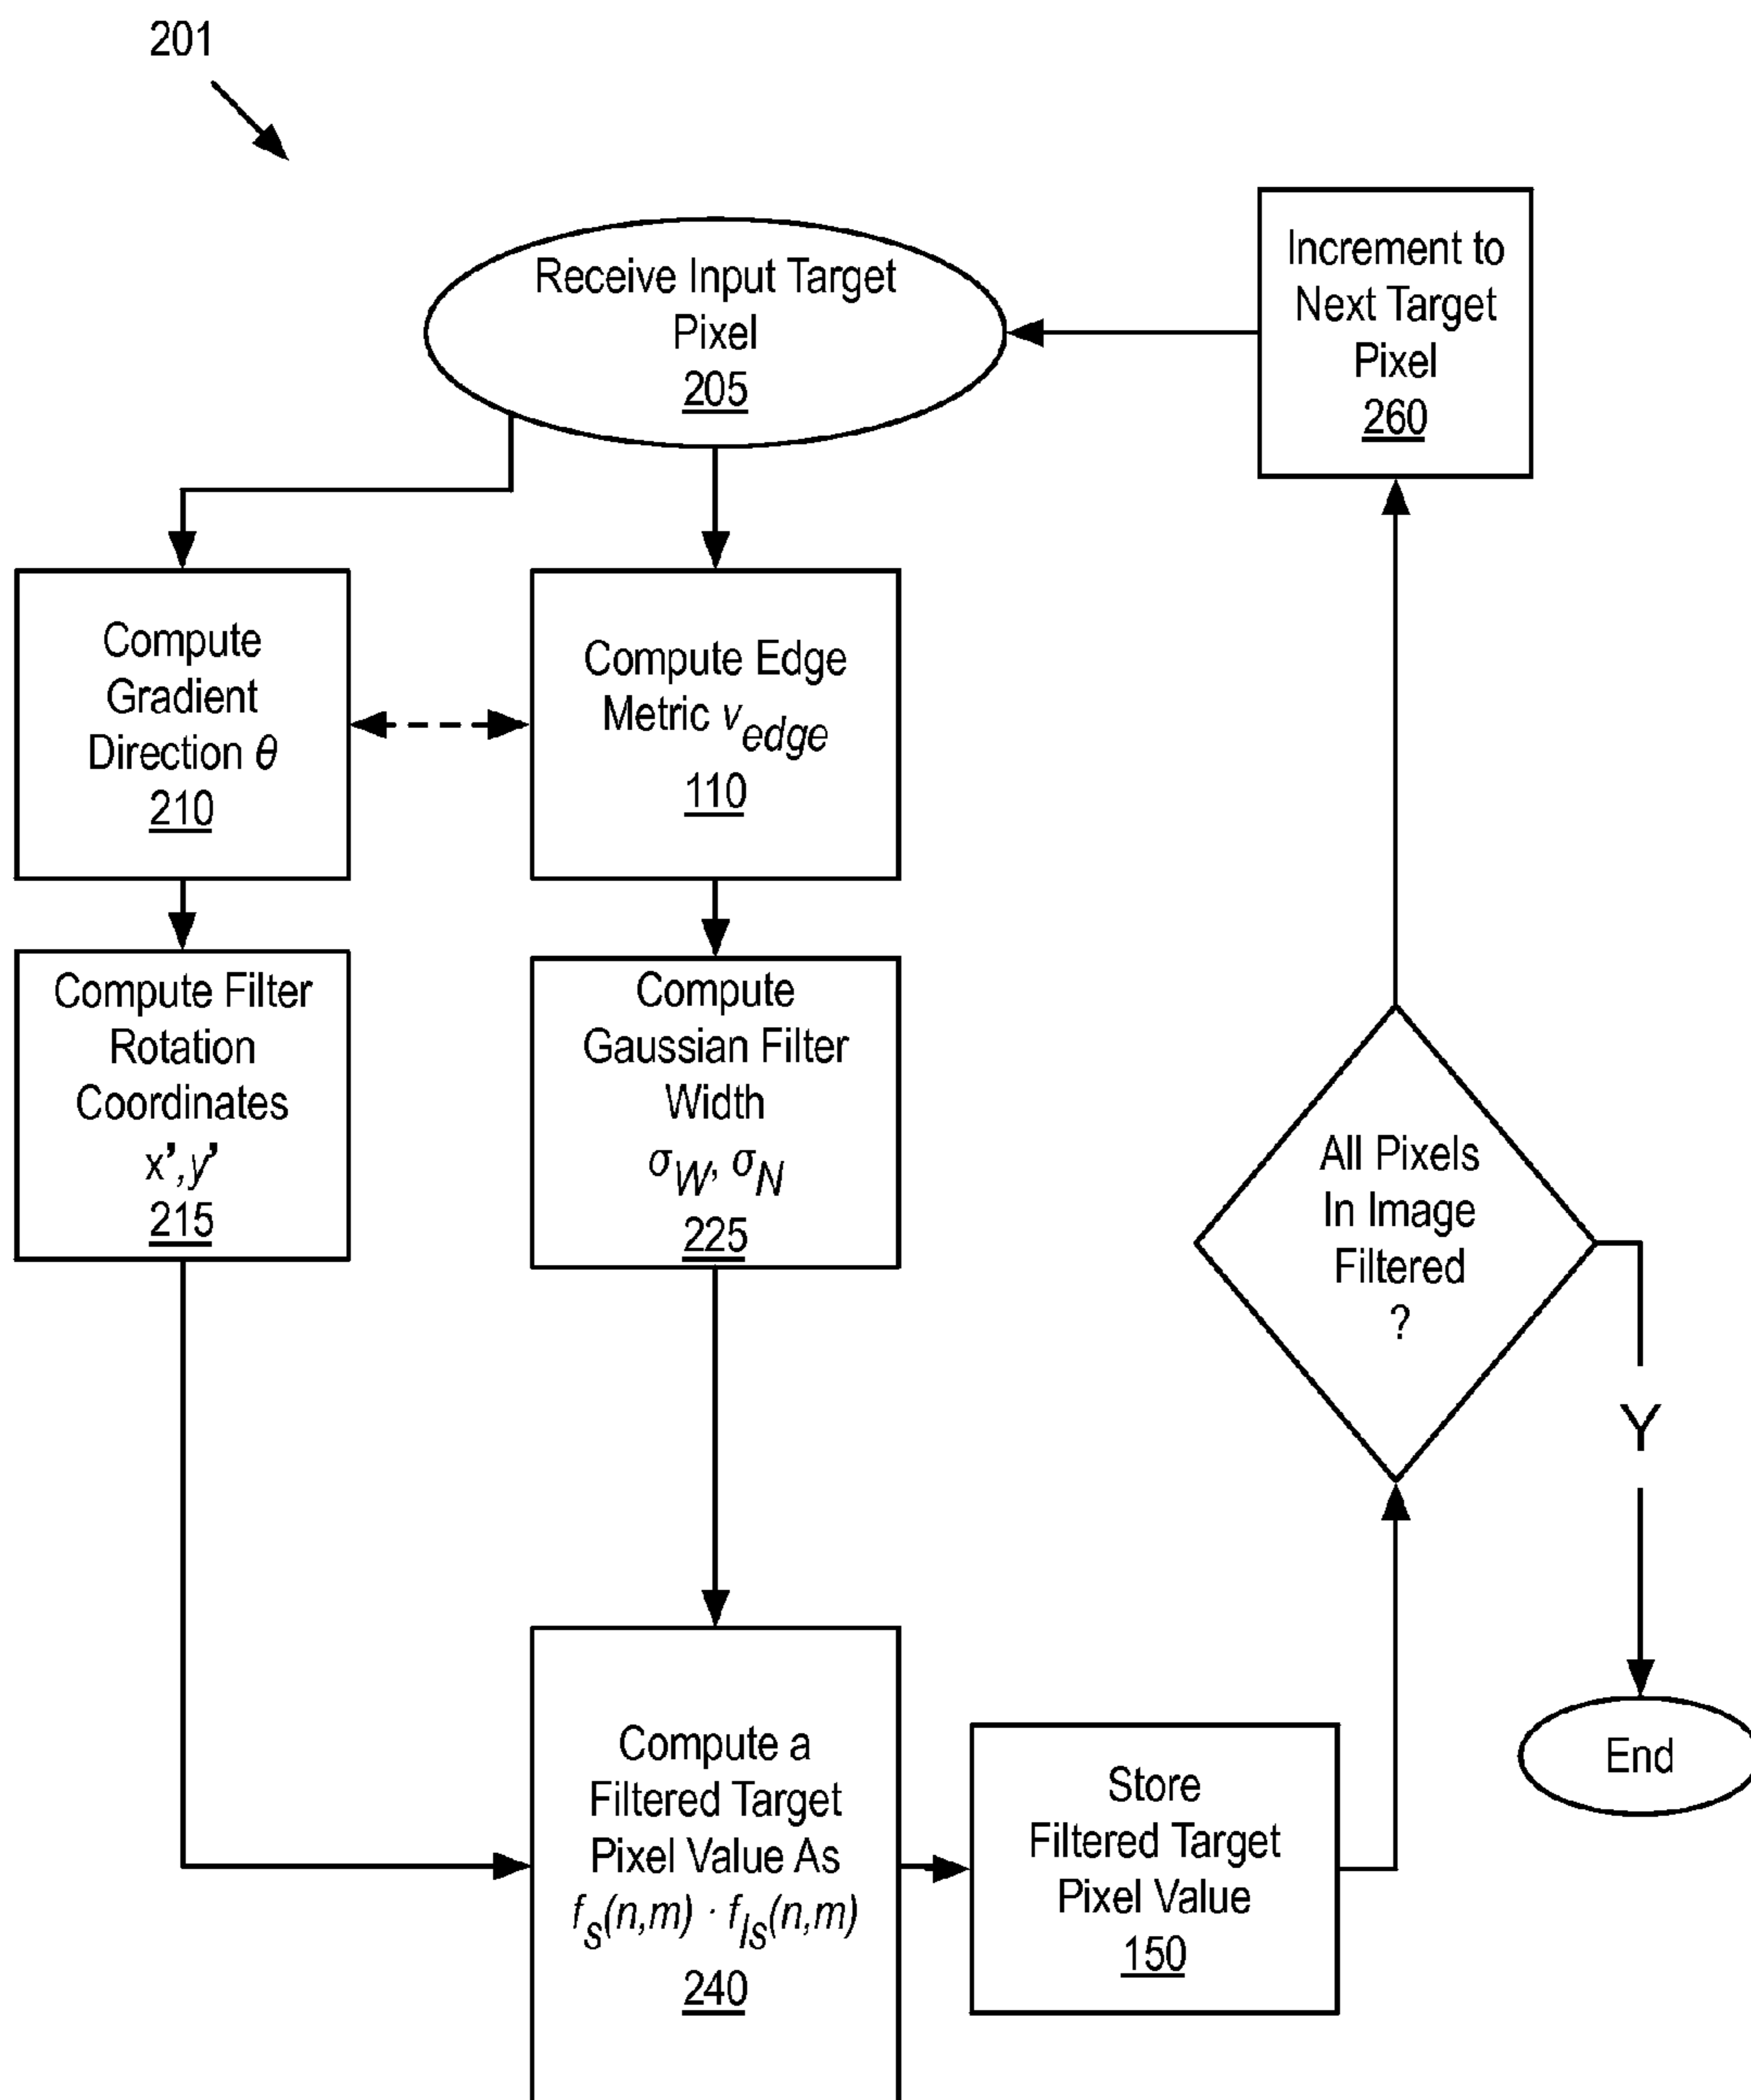 201
Receive Input Target
Pixel
205
Increment to
Next Target
Pixel
260
Compute
Gradient
Direction θ
210
Compute Edge
Metric v_edge
110
Compute Filter
Rotation
Coordinates
x',y'
215
Compute
Gaussian Filter
Width
σ_W, σ_N
225
All Pixels
In Image
Filtered
?
Y
End
Compute a
Filtered Target
Pixel Value As
f_s(n,m) · f_ls(n,m)
240
Store
Filtered Target
Pixel Value
150